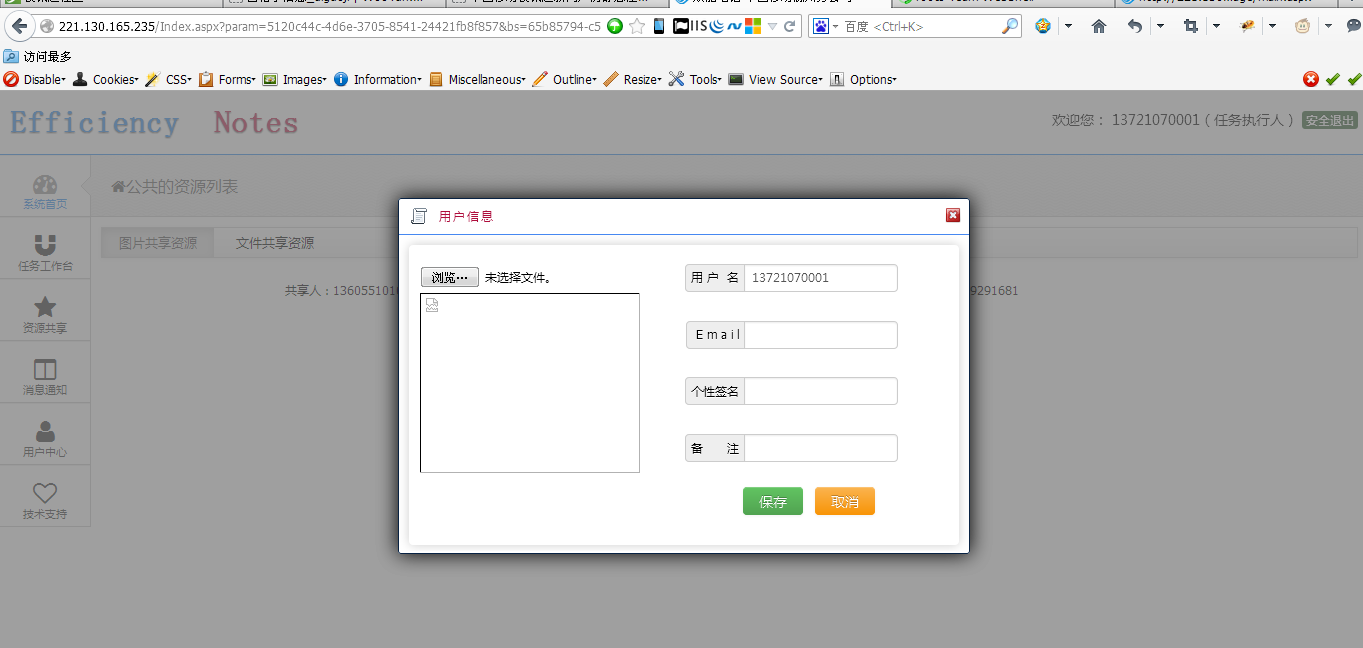 221.130.165.235/Index.aspx?param=5120c44c-4d6e-3705-8541-24421fb8f857&bs=65b85794-c5
IIS
百度 <Ctrl+K>
访问最多
Disable Cookies CSS Forms Images Information Miscellaneous Outline Resize Tools View Source Options
Efficiency Notes
欢迎您： 13721070001（任务执行人） 安全退出
系统首页
公共的资源列表
图片共享资源 文件共享资源
任务工作台
资源共享
消息通知
用户中心
技术支持
共享人：1360551010
9291681
用户信息
浏览… 未选择文件。
用 户 名 13721070001
E m a i l
个性签名
备 注
保存 取消